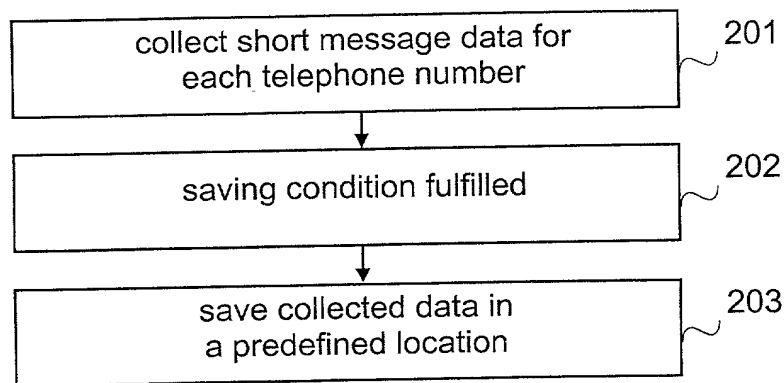 collect short message data for
each telephone number
201
saving condition fulfilled
202
save collected data in
a predefined location
203